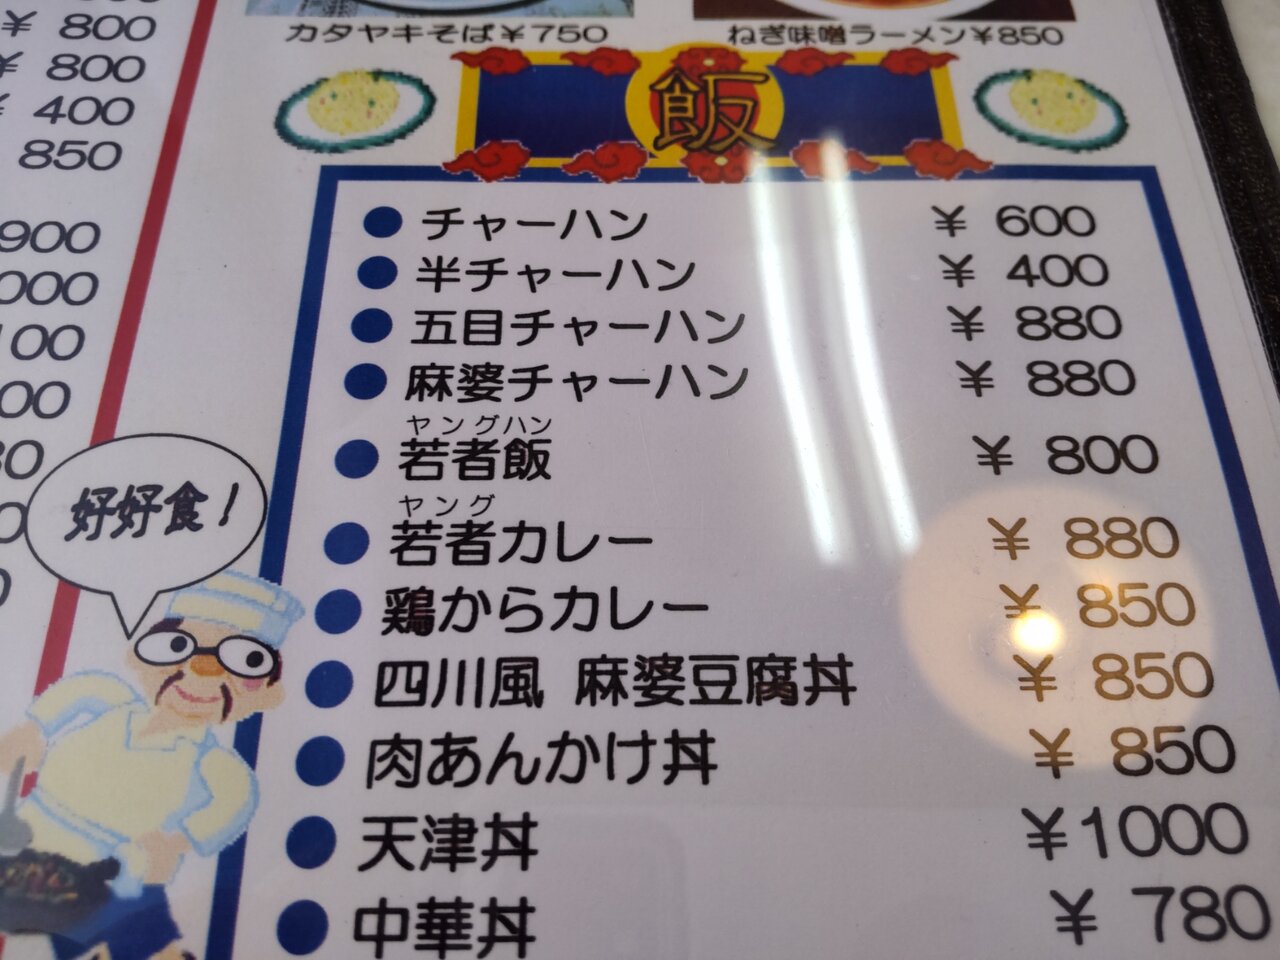 ¥ 800
¥ 800
¥ 400
850
900
000
100
00
カタヤキそば¥750
ねぎ味噌ラーメン¥850
飯
チャーハン ¥ 600
半チャーハン ¥ 400
五目チャーハン ¥ 880
麻婆チャーハン ¥ 880
ヤングハン
若者飯 ¥ 800
ヤング
若者カレー ¥ 880
鶏からカレー ¥ 850
四川風 麻婆豆腐丼 ¥ 850
肉あんかけ丼 ¥ 850
天津丼 ¥1000
中華丼 ¥ 780
好好食!